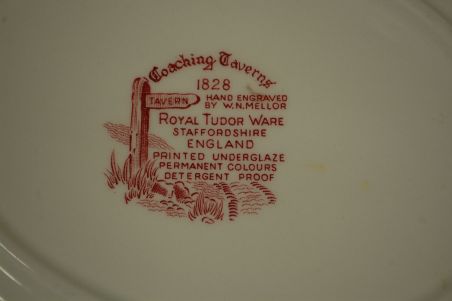 Coaching Taverns
1828
TAVERN
HAND ENGRAVED
BY W.N.MELLOR
ROYAL TUDOR WARE
STAFFORDSHIRE
ENGLAND
PRINTED UNDERGLAZE
PERMANENT COLOURS
DETERGENT PROOF